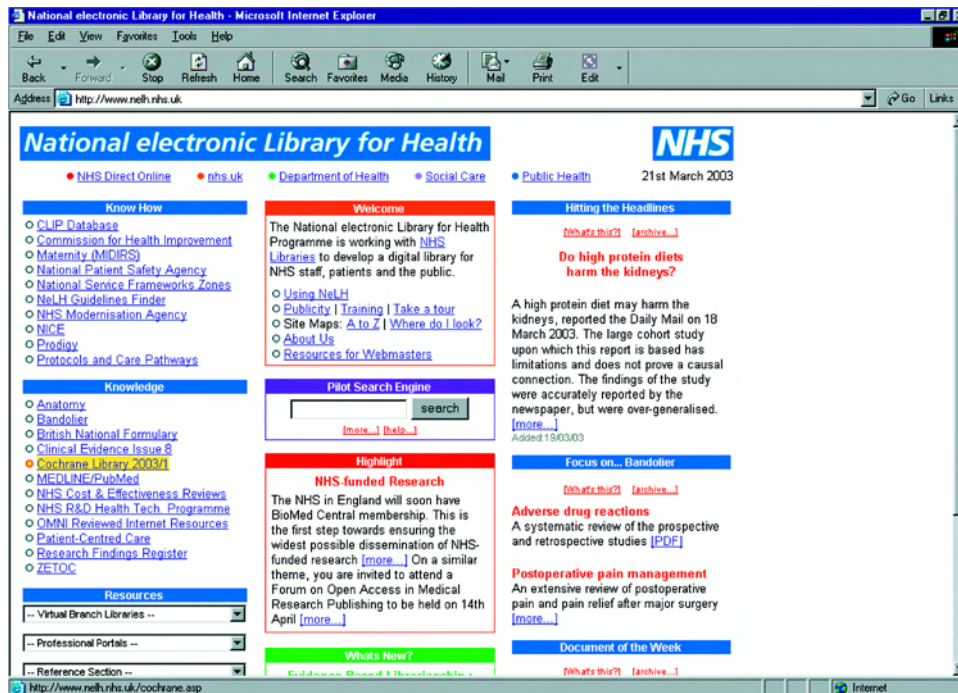 National electronic Library for Health - Microsoft Internet Explorer
File Edit View Favorites Tools Help
Back Forward Stop Refresh Home Search Favorites Media History Mail Print Edit
Address http://www.nelh.nhs.uk Go Links
National electronic Library for Health
NHS
NHS Direct Online nhs.uk Department of Health Social Care Public Health 21st March 2003
Know How
CLIP Database
Commission for Health Improvement
Maternity (MIDIRS)
National Patient Safety Agency
National Service Frameworks Zones
NeLH Guidelines Finder
NHS Modernisation Agency
NICE
Prodigy
Protocols and Care Pathways
Knowledge
Anatomy
Bandolier
British National Formulary
Clinical Evidence Issue 8
Cochrane Library 2003/1
MEDLINE/PubMed
NHS Cost & Effectiveness Reviews
NHS R&D Health Tech. Programme
OMNI Reviewed Internet Resources
Patient-Centred Care
Research Findings Register
ZETOC
Resources
-- Virtual Branch Libraries --
-- Professional Portals --
-- Reference Section --
Welcome
The National electronic Library for Health
Programme is working with NHS
Libraries to develop a digital library for
NHS staff, patients and the public.
Using NeLH
Publicity | Training | Take a tour
Site Maps: A to Z | Where do I look?
About Us
Resources for Webmasters
Pilot Search Engine
search
[more...] [help...]
Highlight
NHS-funded Research
The NHS in England will soon have
BioMed Central membership. This is
the first step towards ensuring the
widest possible dissemination of NHS-
funded research [more...] On a similar
theme, you are invited to attend a
Forum on Open Access in Medical
Research Publishing to be held on 14th
April [more...]
Whats New?
Evidence Based Librarianship :
Hitting the Headlines
[What's this?] [archive...]
Do high protein diets
harm the kidneys?
A high protein diet may harm the
kidneys, reported the Daily Mail on 18
March 2003. The large cohort study
upon which this report is based has
limitations and does not prove a causal
connection. The findings of the study
were accurately reported by the
newspaper, but were over-generalised.
[more...]
Added:19/03/03
Focus on... Bandolier
[What's this?] [archive...]
Adverse drug reactions
A systematic review of the prospective
and retrospective studies [PDF]
Postoperative pain management
An extensive review of postoperative
pain and pain relief after major surgery
[more...]
Document of the Week
[What's this?] [archive...]
http://www.nelh.nhs.uk/cochrane.asp Internet